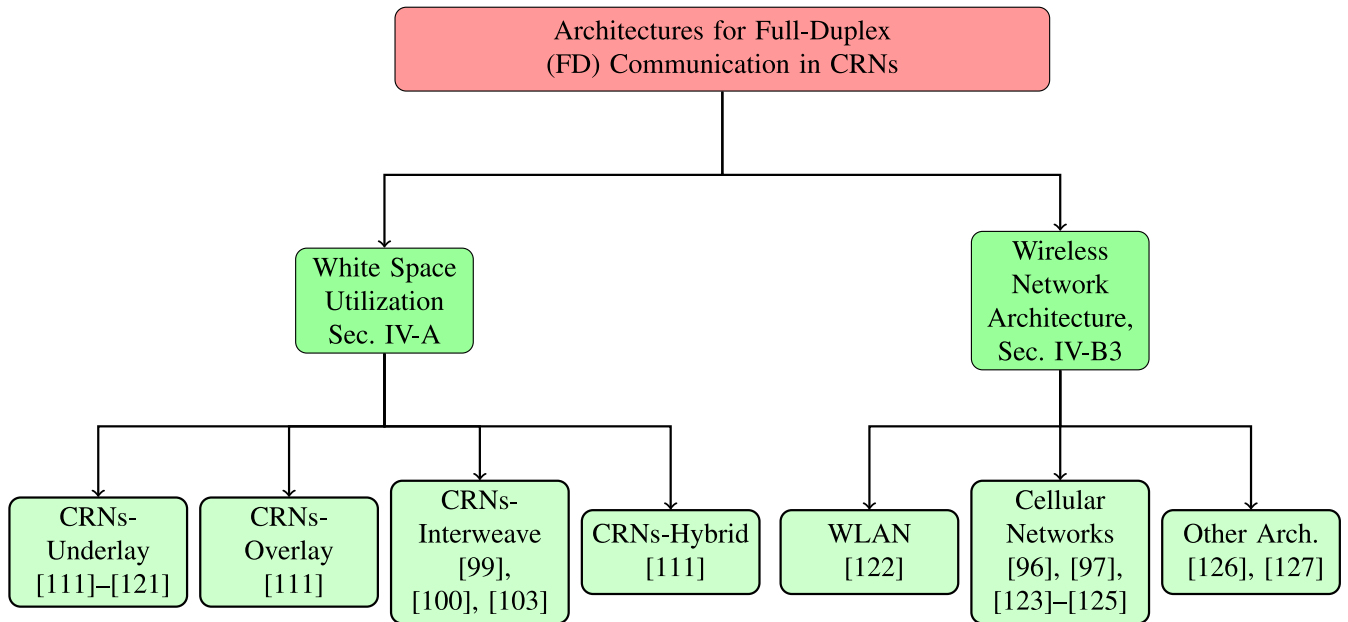 Architectures for Full-Duplex
(FD) Communication in CRNs
White Space
Utilization
Sec. IV-A
Wireless
Network
Architecture,
Sec. IV-B3
CRNs-
Underlay
[111]–[121]
CRNs-
Overlay
[111]
CRNs-
Interweave
[99],
[100], [103]
CRNs-Hybrid
[111]
WLAN
[122]
Cellular
Networks
[96], [97],
[123]–[125]
Other Arch.
[126], [127]